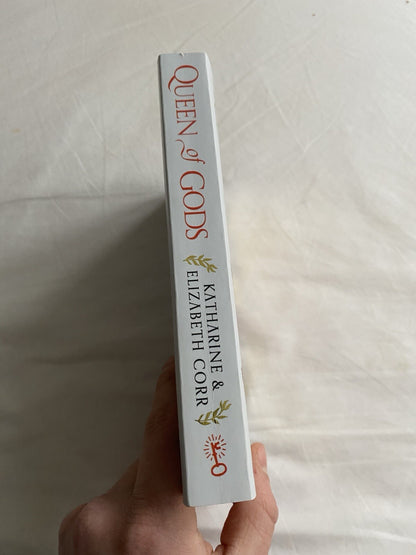 QUEEN of GODS
KATHARINE &
ELIZABETH CORR